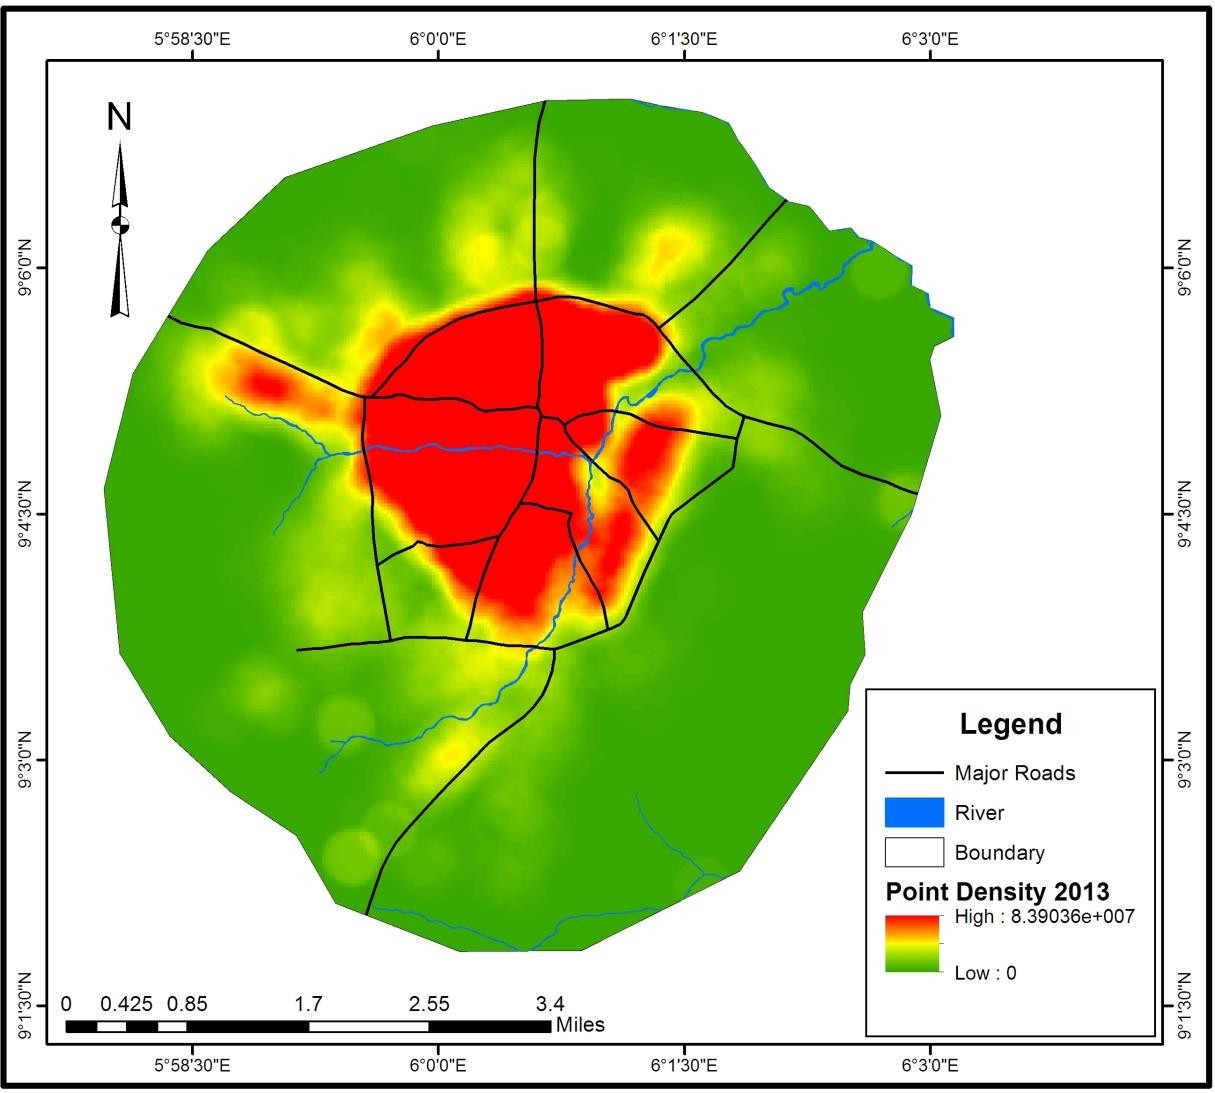 5°58'30"E 6°0'0"E 6°1'30"E 6°3'0"E
N
9°6'0"N 9°6'0"N
9°4'30"N 9°4'30"N
9°3'0"N 9°3'0"N
9°1'30"N 9°1'30"N
Legend
Major Roads
River
Boundary
Point Density 2013
High : 8.39036e+007
Low : 0
0 0.425 0.85 1.7 2.55 3.4
Miles
5°58'30"E 6°0'0"E 6°1'30"E 6°3'0"E